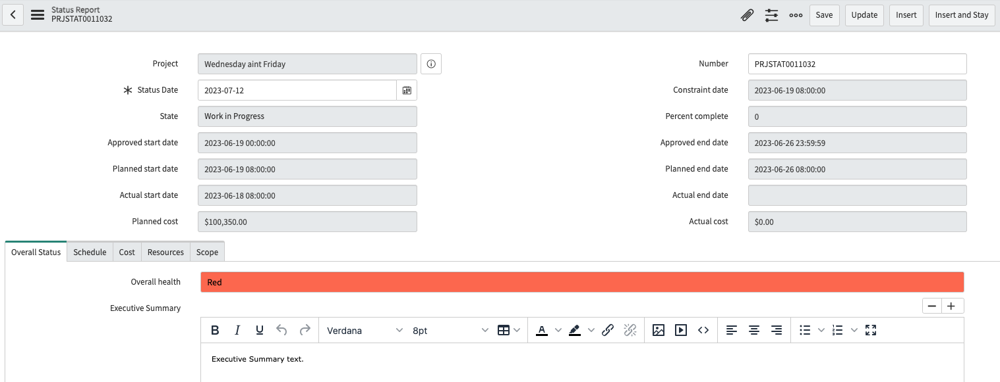 Status Report
PRJSTAT0011032
Save
Update
Insert
Insert and Stay
Project
Wednesday aint Friday
Number
PRJSTAT0011032
Status Date
2023-07-12
Constraint date
2023-06-19 08:00:00
State
Work in Progress
Percent complete
0
Approved start date
2023-06-19 00:00:00
Approved end date
2023-06-26 23:59:59
Planned start date
2023-06-19 08:00:00
Planned end date
2023-06-26 08:00:00
Actual start date
2023-06-18 08:00:00
Actual end date
Planned cost
$100,350.00
Actual cost
$0.00
Overall Status
Schedule
Cost
Resources
Scope
Overall health
Red
Executive Summary
Verdana
8pt
Executive Summary text.